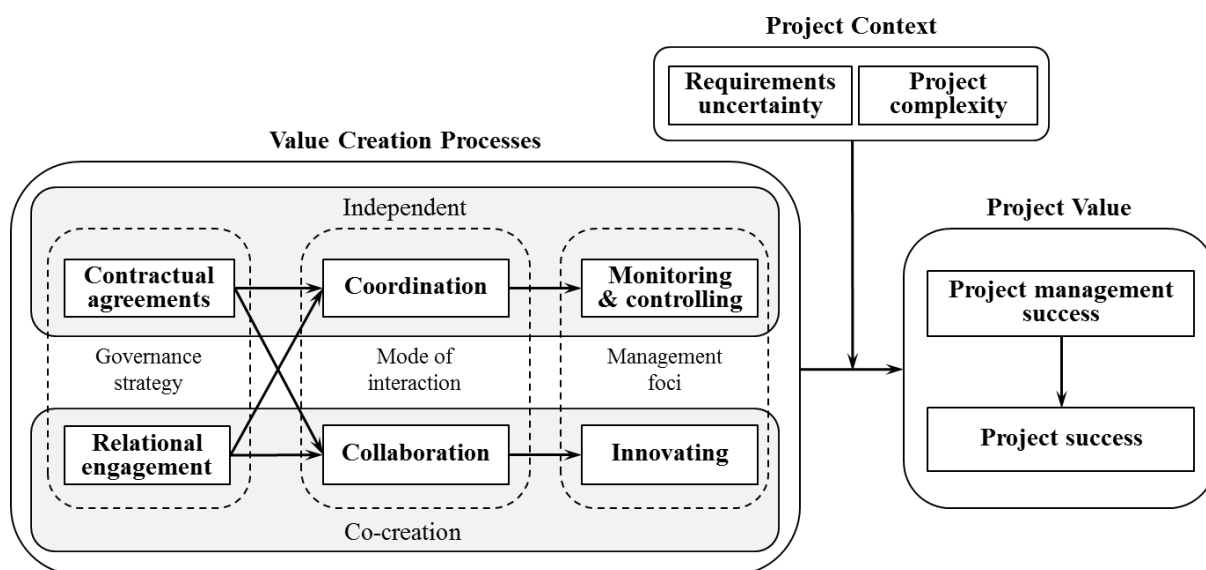 Project Context
Requirements
uncertainty
Project
complexity
Value Creation Processes
Independent
Contractual
agreements
Coordination
Monitoring
& controlling
Governance
strategy
Mode of
interaction
Management
foci
Relational
engagement
Collaboration
Innovating
Co-creation
Project Value
Project management
success
Project success